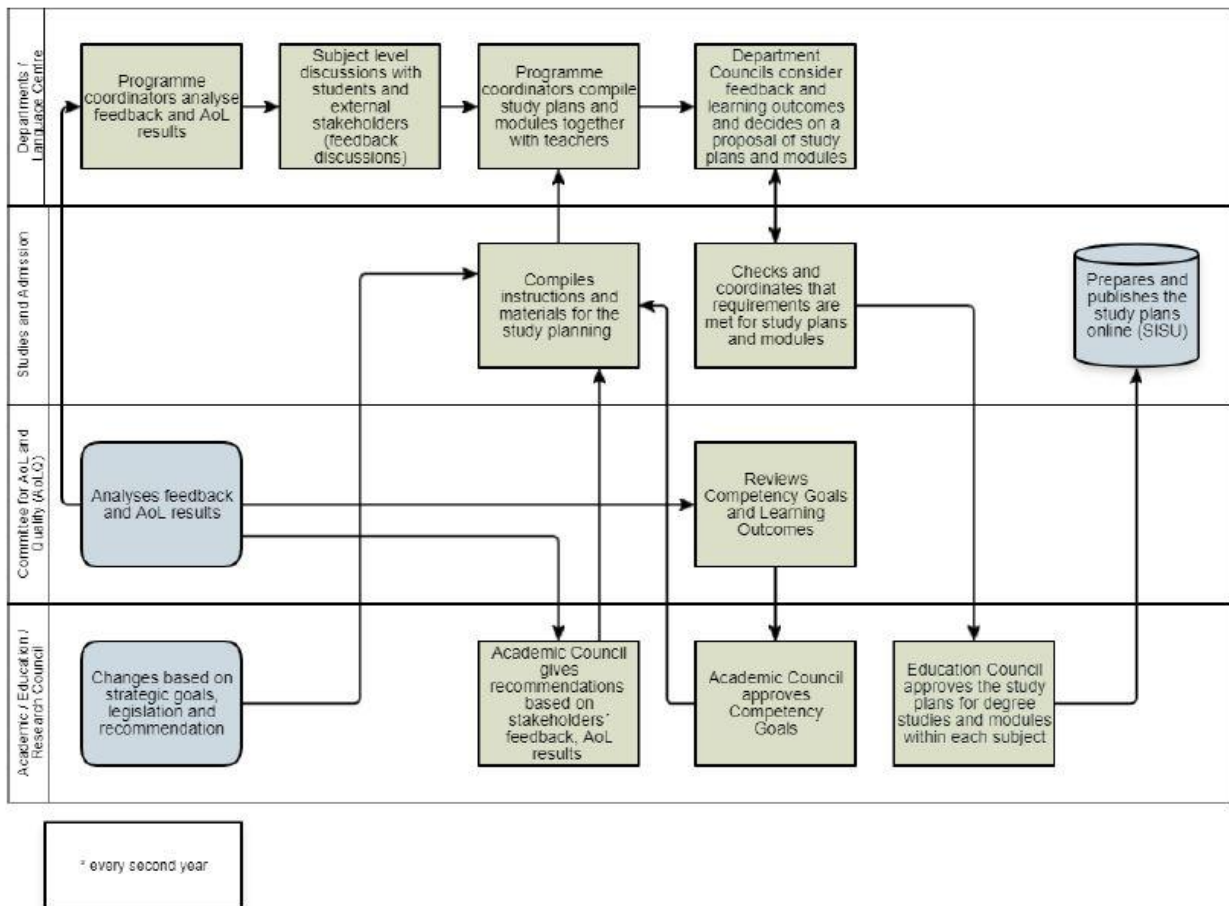 Departments /
Language Centre
Programme
coordinators analyse
feedback and AoL
results
Subject level
discussions with
students and
external
stakeholders
(feedback
discussions)
Programme
coordinators compile
study plans and
modules together
with teachers
Department
Councils consider
feedback and
learning outcomes
and decides on a
proposal of study
plans and modules
Studies and Admission
Compiles
instructions and
materials for the
study planning
Checks and
coordinates that
requirements are
met for study plans
and modules
Prepares and
publishes the
study plans
online (SISU)
Committee for AoL and
Qualify (AoLQ)
Analyses feedback
and AoL results
Reviews
Competency Goals
and Learning
Outcomes
Academic / Education /
Research Council
Changes based on
strategic goals,
legislation and
recommendation
Academic Council
gives
recommendations
based on
stakeholders´
feedback, AoL
results
Academic Council
approves
Competency
Goals
Education Council
approves the study
plans for degree
studies and modules
within each subject
* every second year